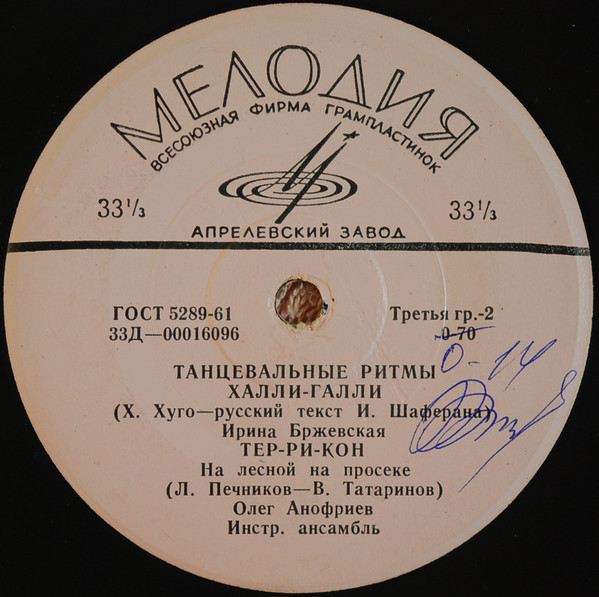 МЕЛОДИЯ
ВСЕСОЮЗНАЯ ФИРМА ГРАМПЛАСТИНОК
33⅓ 33⅓
АПРЕЛЕВСКИЙ ЗАВОД
ГОСТ 5289-61 Третья гр.-2
33Д—00016096 0-70
0-14
ТАНЦЕВАЛЬНЫЕ РИТМЫ
ХАЛЛИ-ГАЛЛИ
(Х. Хуго—русский текст И. Шаферана)
Ирина Бржевская
ТЕР-РИ-КОН
На лесной на просеке
(Л. Печников—В. Татаринов)
Олег Анофриев
Инстр. ансамбль